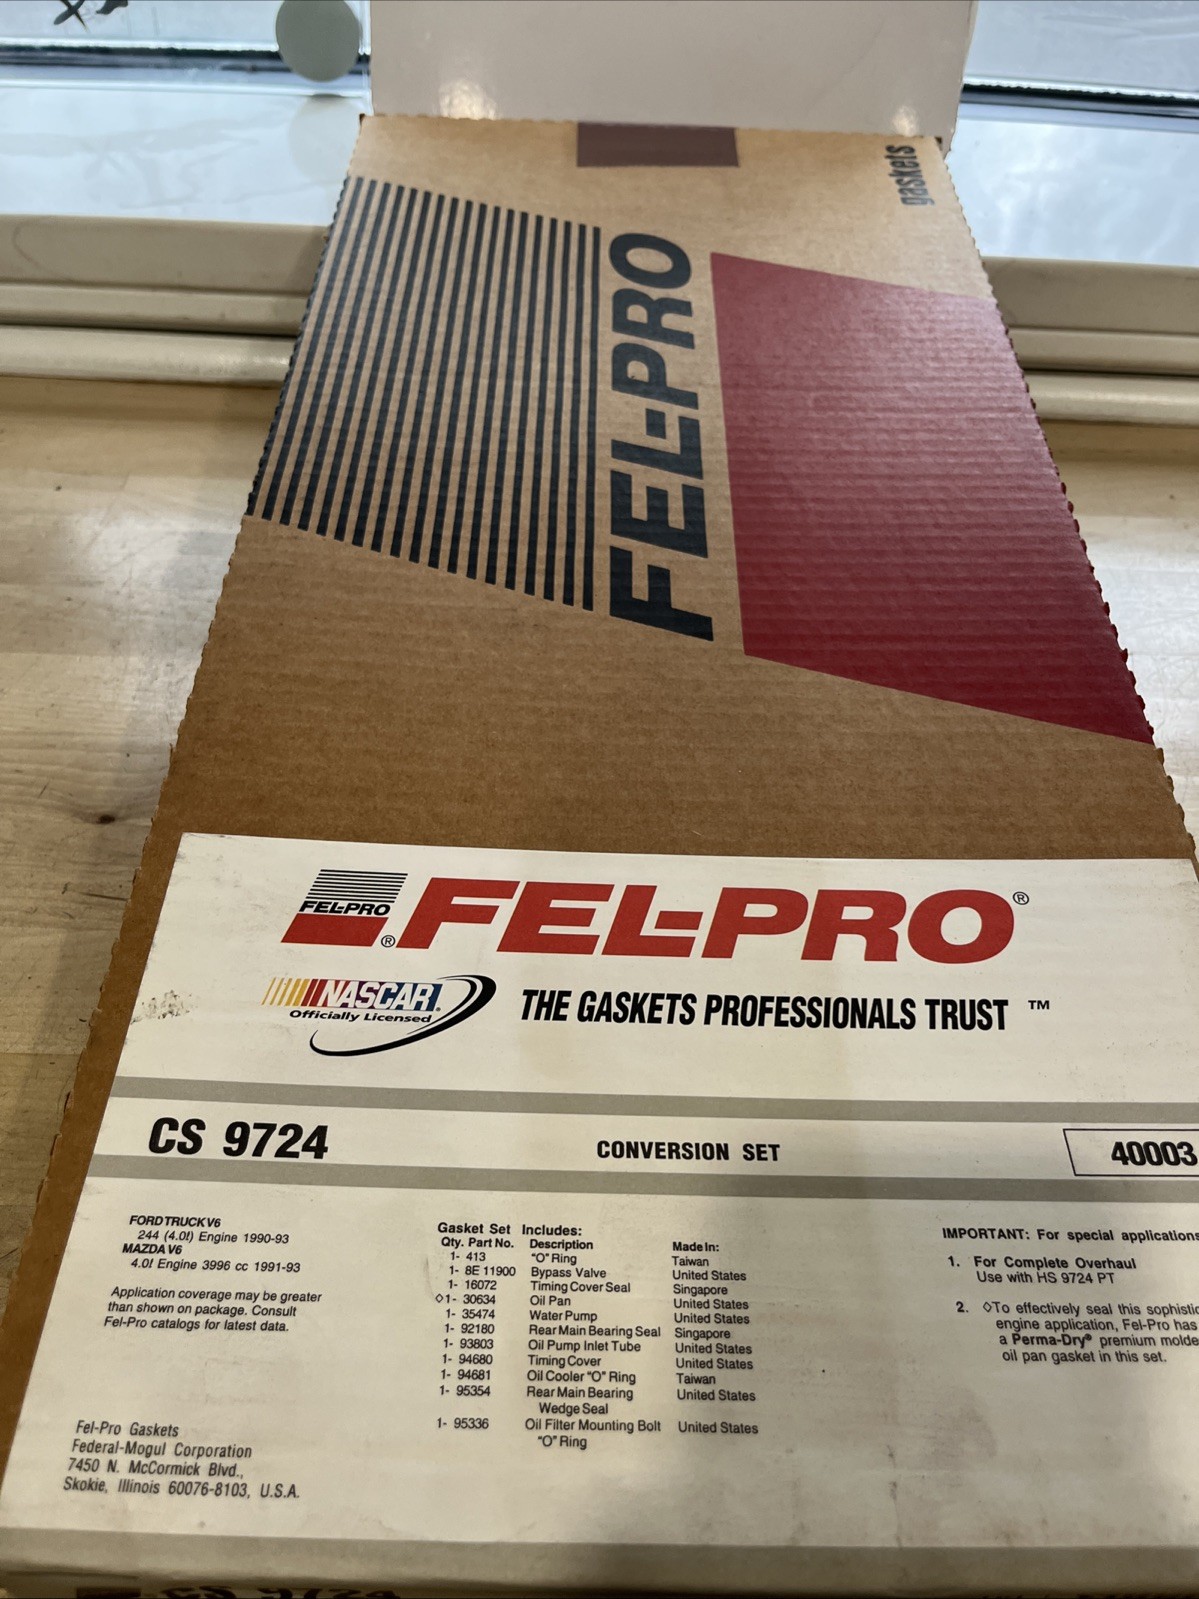 gaskets
FEL-PRO
FEL-PRO®
FEL-PRO®
NASCAR®
Officially Licensed
THE GASKETS PROFESSIONALS TRUST ™
CS 9724
CONVERSION SET
40003
FORD TRUCK V6
244 (4.0ℓ) Engine 1990-93
MAZDA V6
4.0ℓ Engine 3996 cc 1991-93
Application coverage may be greater
than shown on package. Consult
Fel-Pro catalogs for latest data.
Fel-Pro Gaskets
Federal-Mogul Corporation
7450 N. McCormick Blvd.,
Skokie, Illinois 60076-8103, U.S.A.
Gasket Set Includes:
Qty. Part No. Description Made In:
1- 413 "O" Ring Taiwan
1- 8E 11900 Bypass Valve United States
1- 16072 Timing Cover Seal Singapore
◊1- 30634 Oil Pan United States
1- 35474 Water Pump United States
1- 92180 Rear Main Bearing Seal Singapore
1- 93803 Oil Pump Inlet Tube United States
1- 94680 Timing Cover United States
1- 94681 Oil Cooler "O" Ring Taiwan
1- 95354 Rear Main Bearing United States
Wedge Seal
1- 95336 Oil Filter Mounting Bolt United States
"O" Ring
IMPORTANT: For special applications
1. For Complete Overhaul
Use with HS 9724 PT
2. ◊To effectively seal this sophistic
engine application, Fel-Pro has
a Perma-Dry® premium molde
oil pan gasket in this set.
CS 9724